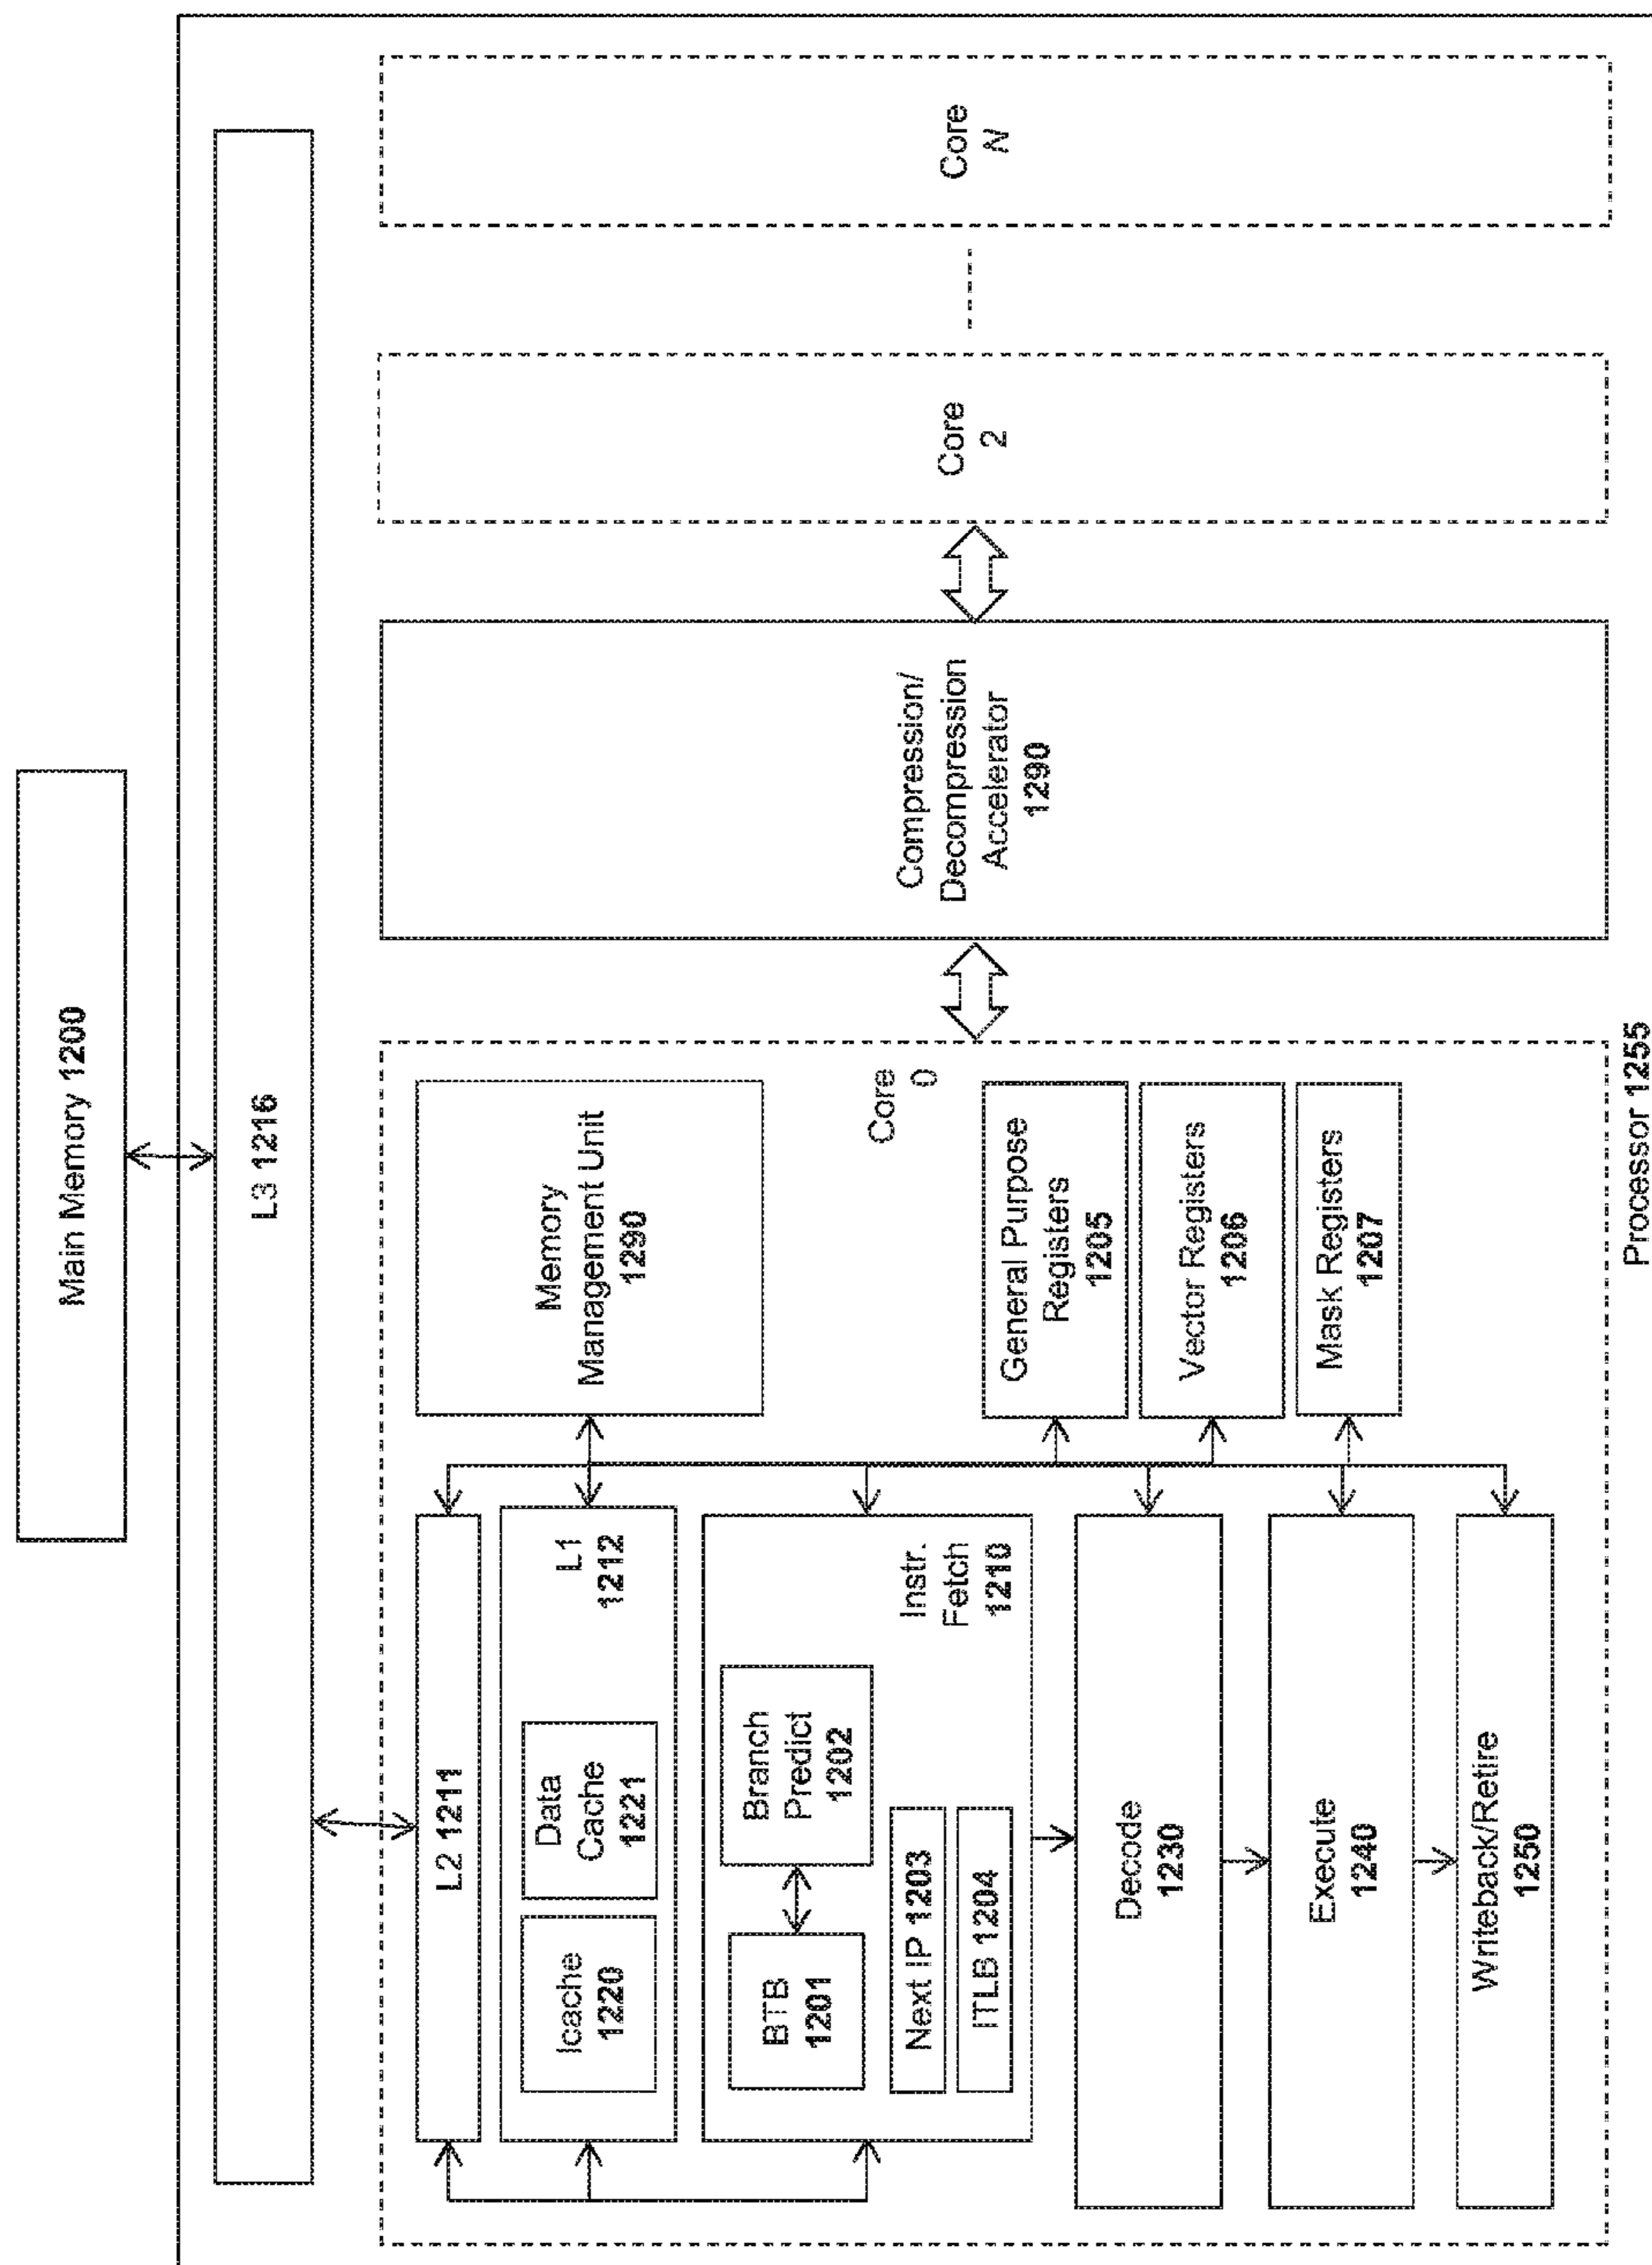 Main Memory 1200
L3 1216
L2 1211
Icache
1220
Data
Cache
1221
L1
1212
BTB
1201
Branch
Predict
1202
Next IP 1203
ITLB 1204
Instr.
Fetch
1210
Decode
1230
Execute
1240
Writeback/Retire
1250
Memory
Management Unit
1290
Core
0
General Purpose
Registers
1205
Vector Registers
1206
Mask Registers
1207
Compression/
Decompression
Accelerator
1290
Core
2
Core
N
Processor 1255